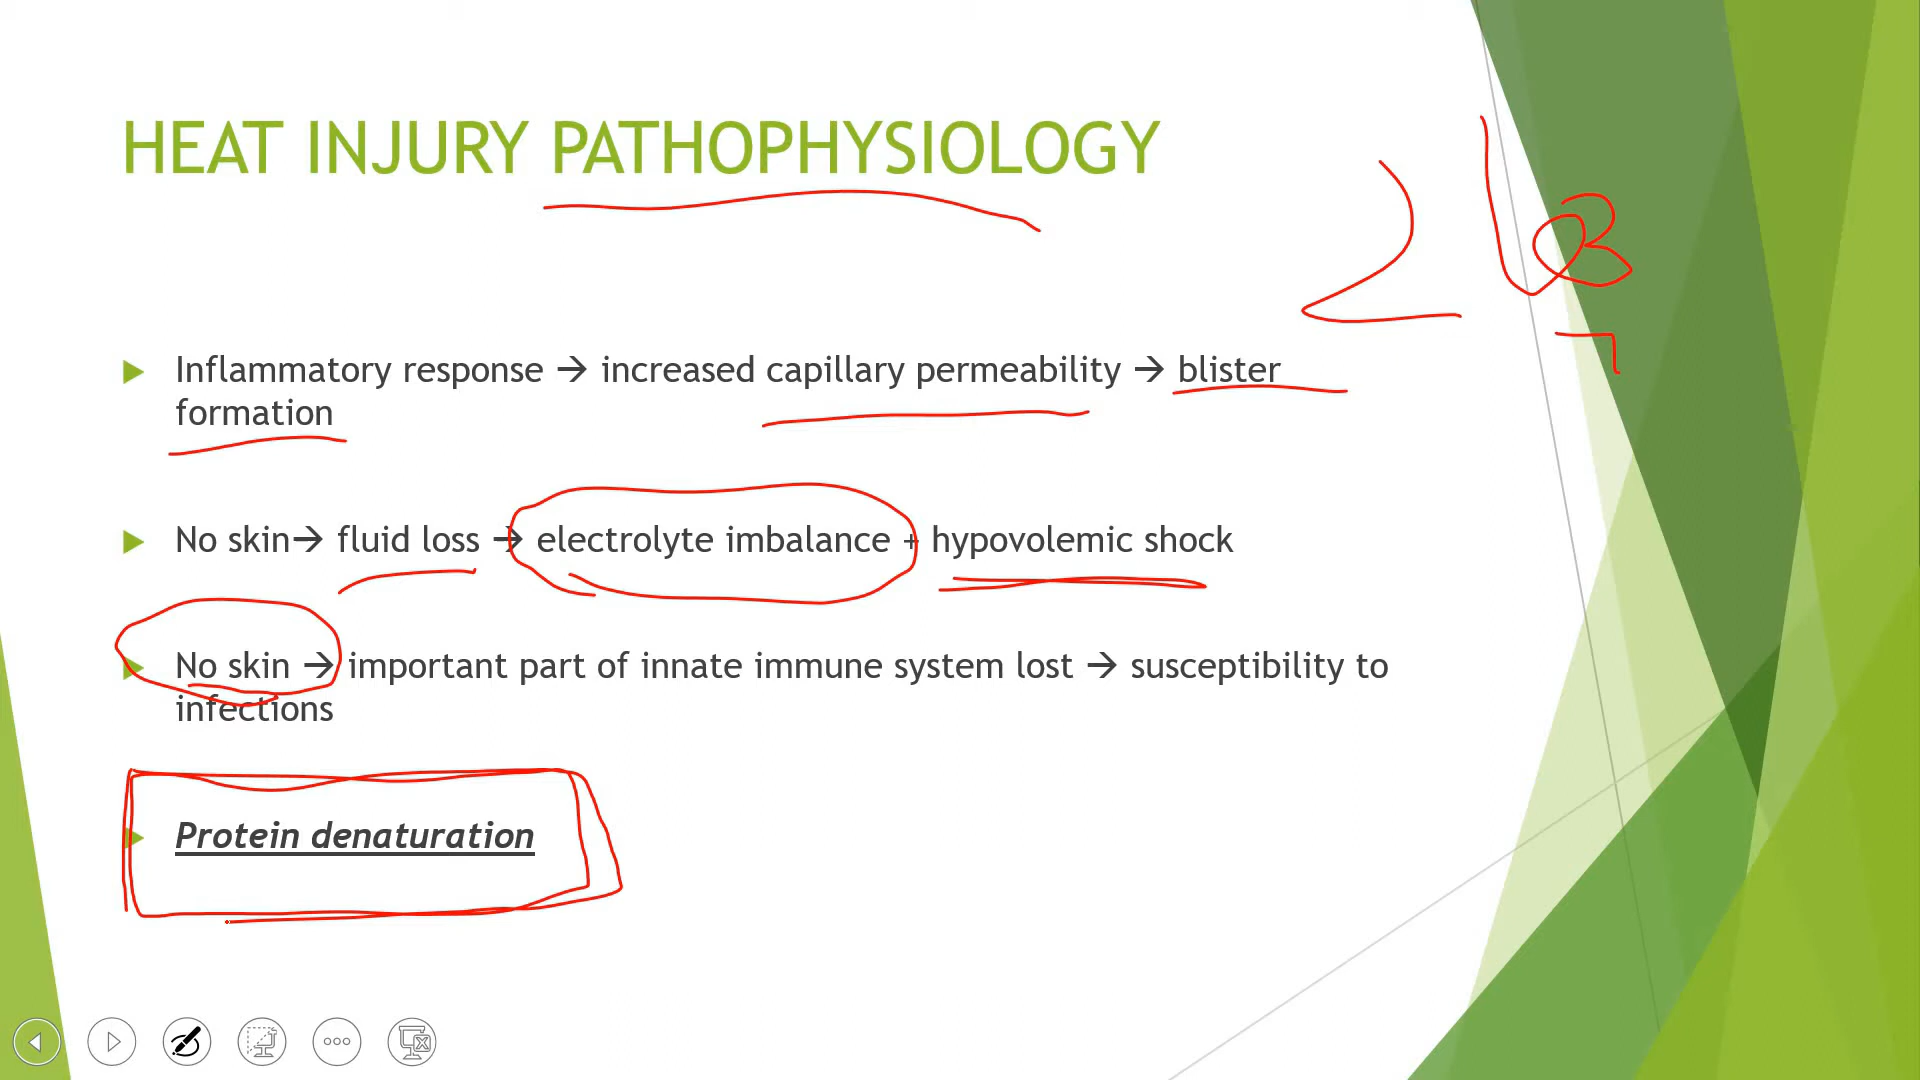 HEAT INJURY PATHOPHYSIOLOGY
Inflammatory response → increased capillary permeability → blister
formation
No skin→ fluid loss → electrolyte imbalance + hypovolemic shock
No skin → important part of innate immune system lost → susceptibility to
infections
Protein denaturation